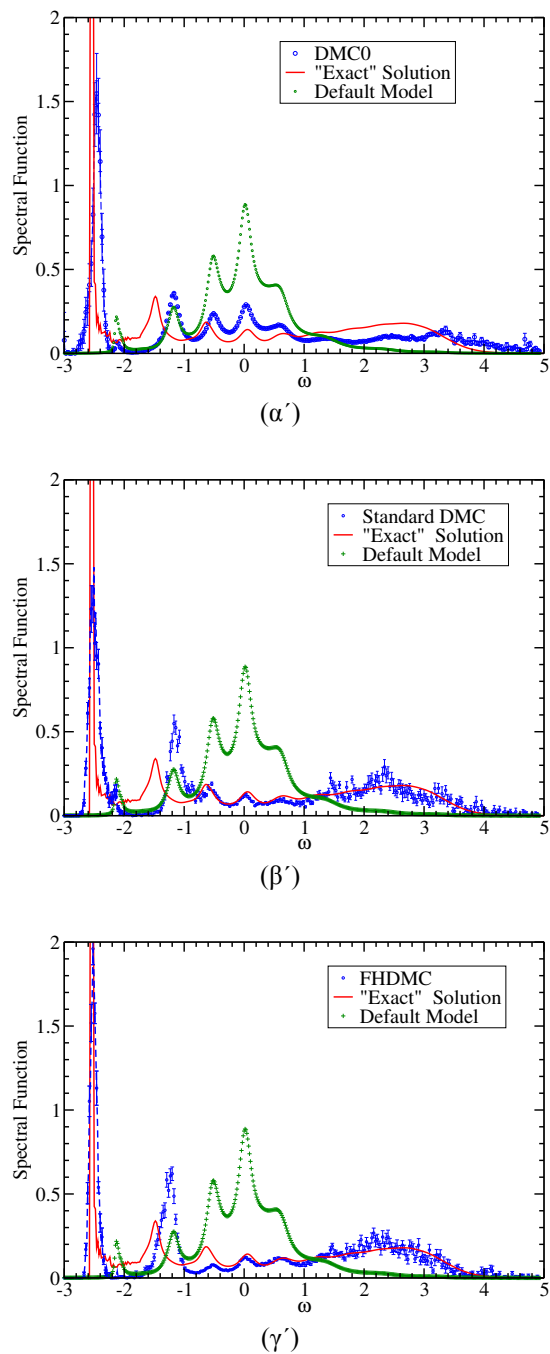 2
1.5
1
0.5
0
Spectral Function
DMC0
"Exact" Solution
Default Model
-3 -2 -1 0 1 2 3 4 5
ω
(α΄)
2
1.5
1
0.5
0
Spectral Function
Standard DMC
"Exact" Solution
Default Model
-3 -2 -1 0 1 2 3 4 5
ω
(β΄)
2
1.5
1
0.5
0
Spectral Function
FHDMC
"Exact" Solution
Default Model
-3 -2 -1 0 1 2 3 4 5
ω
(γ΄)